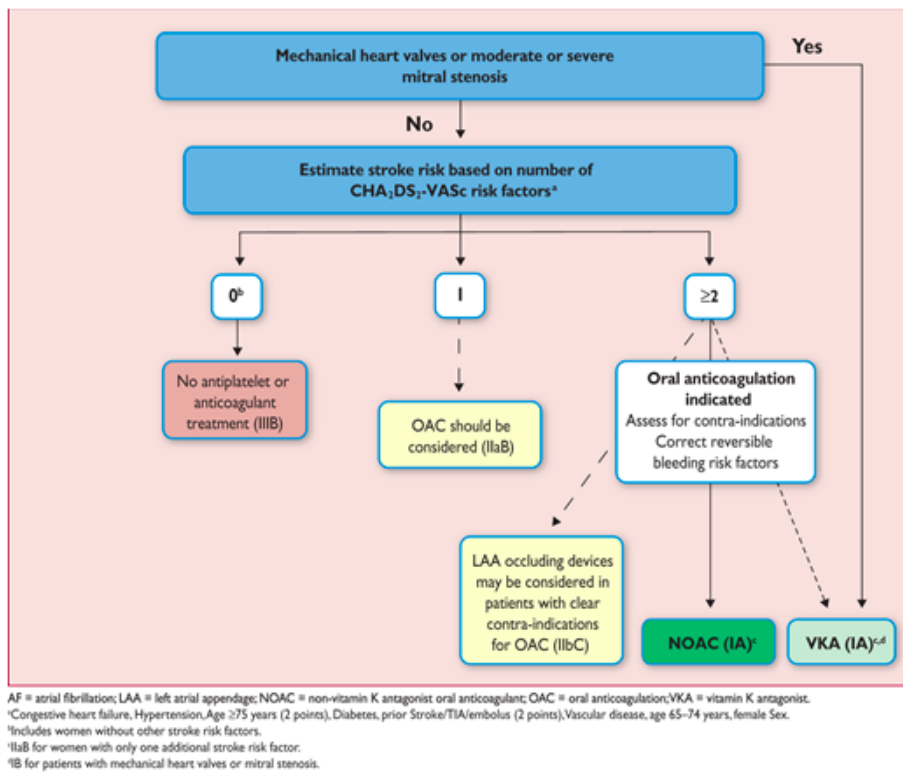 Mechanical heart valves or moderate or severe
mitral stenosis
Yes
No
Estimate stroke risk based on number of
CHA₂DS₂-VASc risk factorsᵃ
0ᵇ
1
≥2
No antiplatelet or
anticoagulant
treatment (IIIB)
OAC should be
considered (IIaB)
Oral anticoagulation
indicated
Assess for contra-indications
Correct reversible
bleeding risk factors
LAA occluding devices
may be considered in
patients with clear
contra-indications
for OAC (IIbC)
NOAC (IA)ᶜ
VKA (IA)ᶜ,ᵈ
AF = atrial fibrillation; LAA = left atrial appendage; NOAC = non-vitamin K antagonist oral anticoagulant; OAC = oral anticoagulation; VKA = vitamin K antagonist.
ᵃCongestive heart failure, Hypertension, Age ≥75 years (2 points), Diabetes, prior Stroke/TIA/embolus (2 points), Vascular disease, age 65–74 years, female Sex.
ᵇIncludes women without other stroke risk factors.
ᶜIIaB for women with only one additional stroke risk factor.
ᵈIB for patients with mechanical heart valves or mitral stenosis.